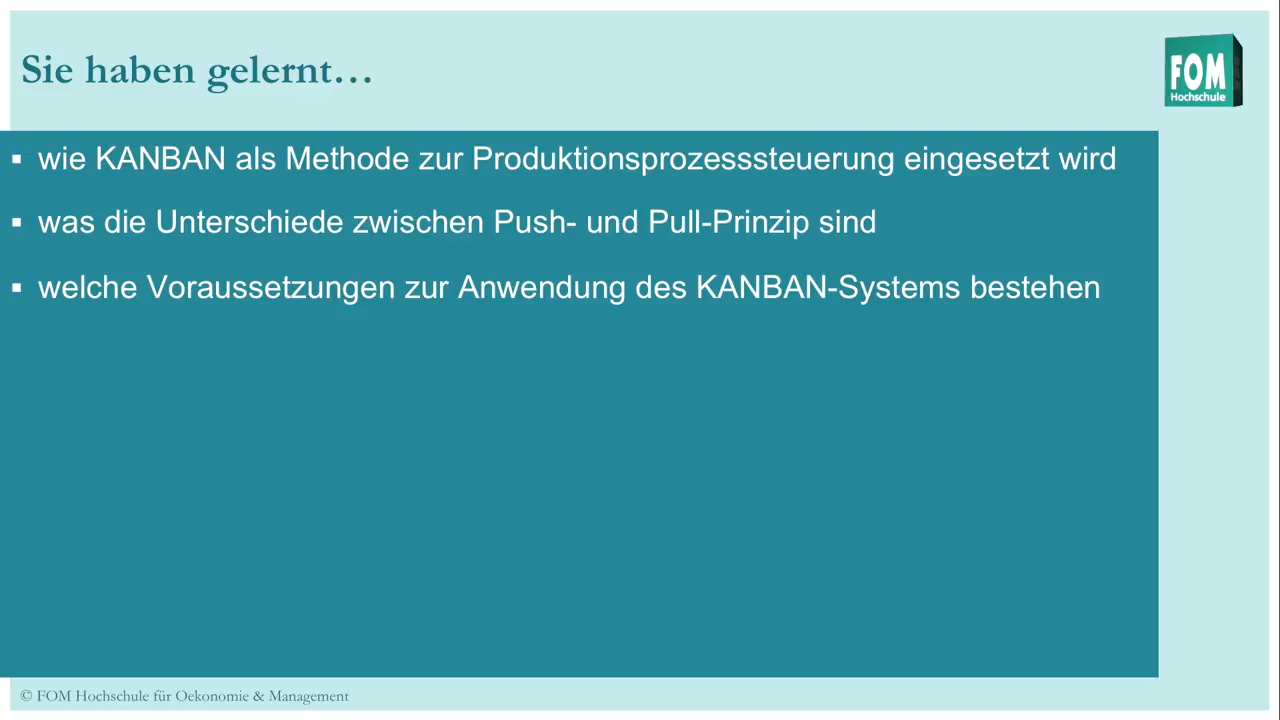 Sie haben gelernt…
FOM
Hochschule
▪ wie KANBAN als Methode zur Produktionsprozesssteuerung eingesetzt wird
▪ was die Unterschiede zwischen Push- und Pull-Prinzip sind
▪ welche Voraussetzungen zur Anwendung des KANBAN-Systems bestehen
© FOM Hochschule für Oekonomie & Management